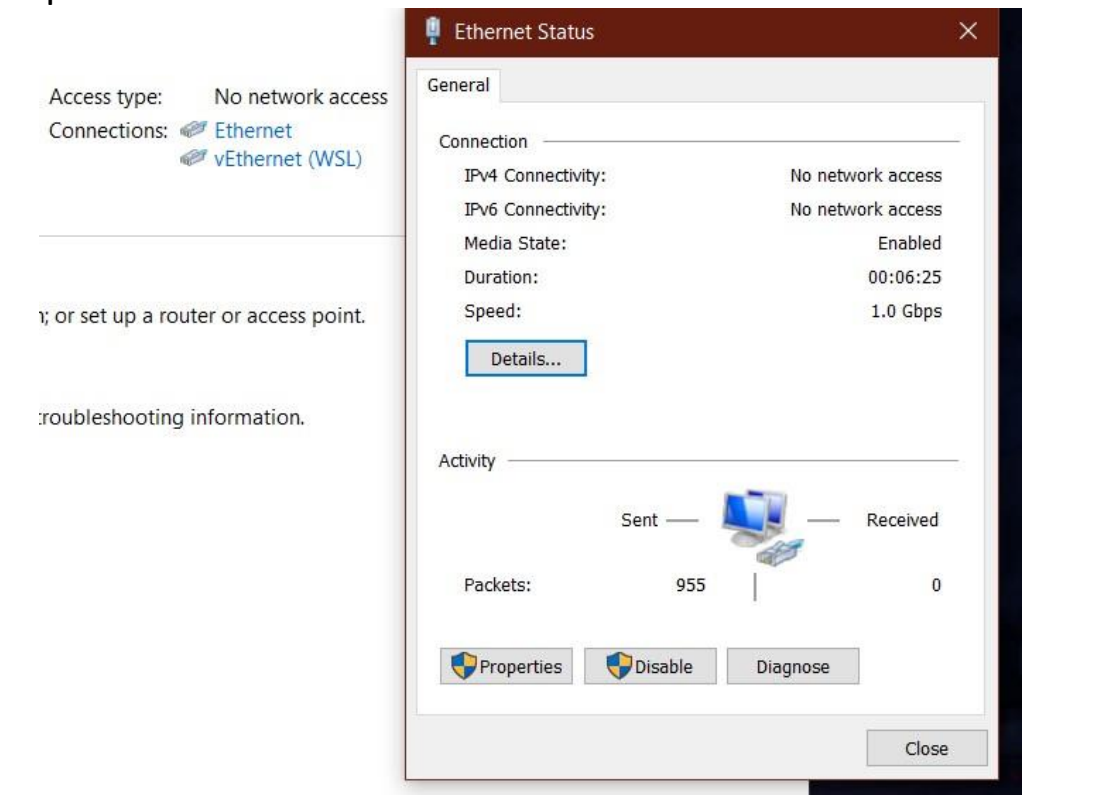 Ethernet Status
General
Access type: No network access
Connections: Ethernet
vEthernet (WSL)
; or set up a router or access point.
troubleshooting information.
Connection
IPv4 Connectivity: No network access
IPv6 Connectivity: No network access
Media State: Enabled
Duration: 00:06:25
Speed: 1.0 Gbps
Details...
Activity
Sent — — Received
Packets: 955 | 0
Properties Disable Diagnose
Close